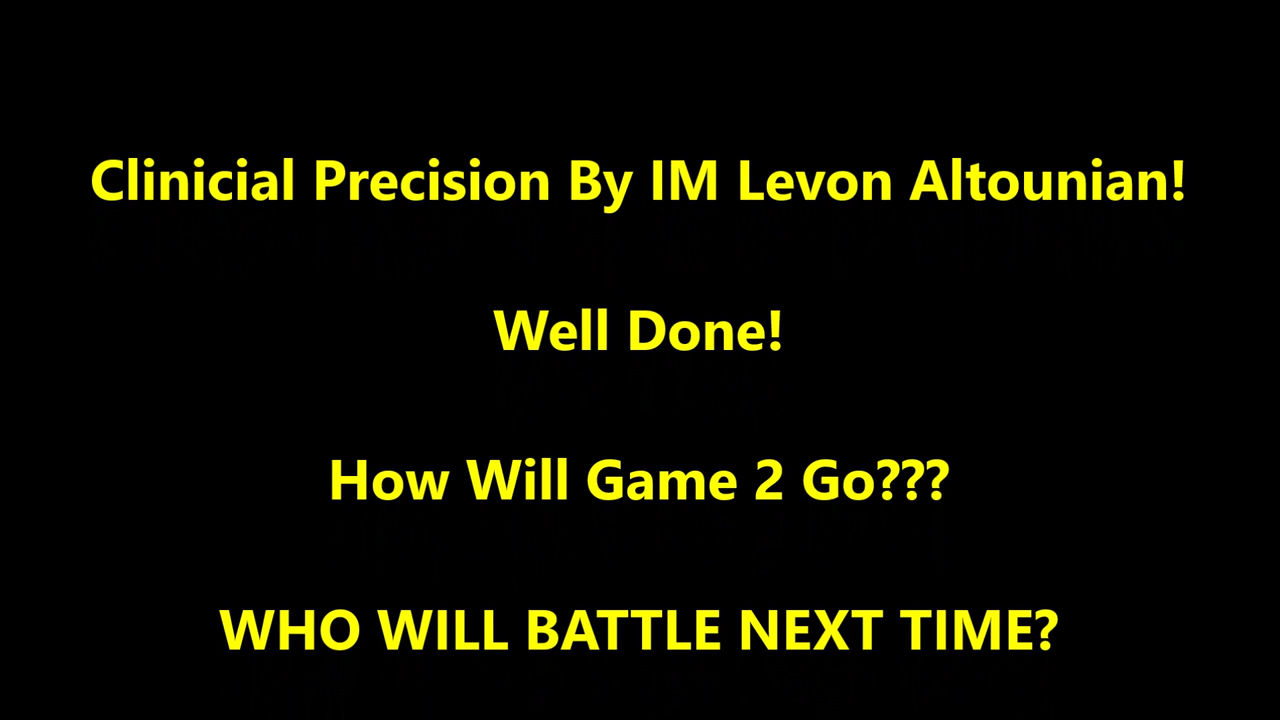 Clinicial Precision By IM Levon Altounian!
Well Done!
How Will Game 2 Go???
WHO WILL BATTLE NEXT TIME?